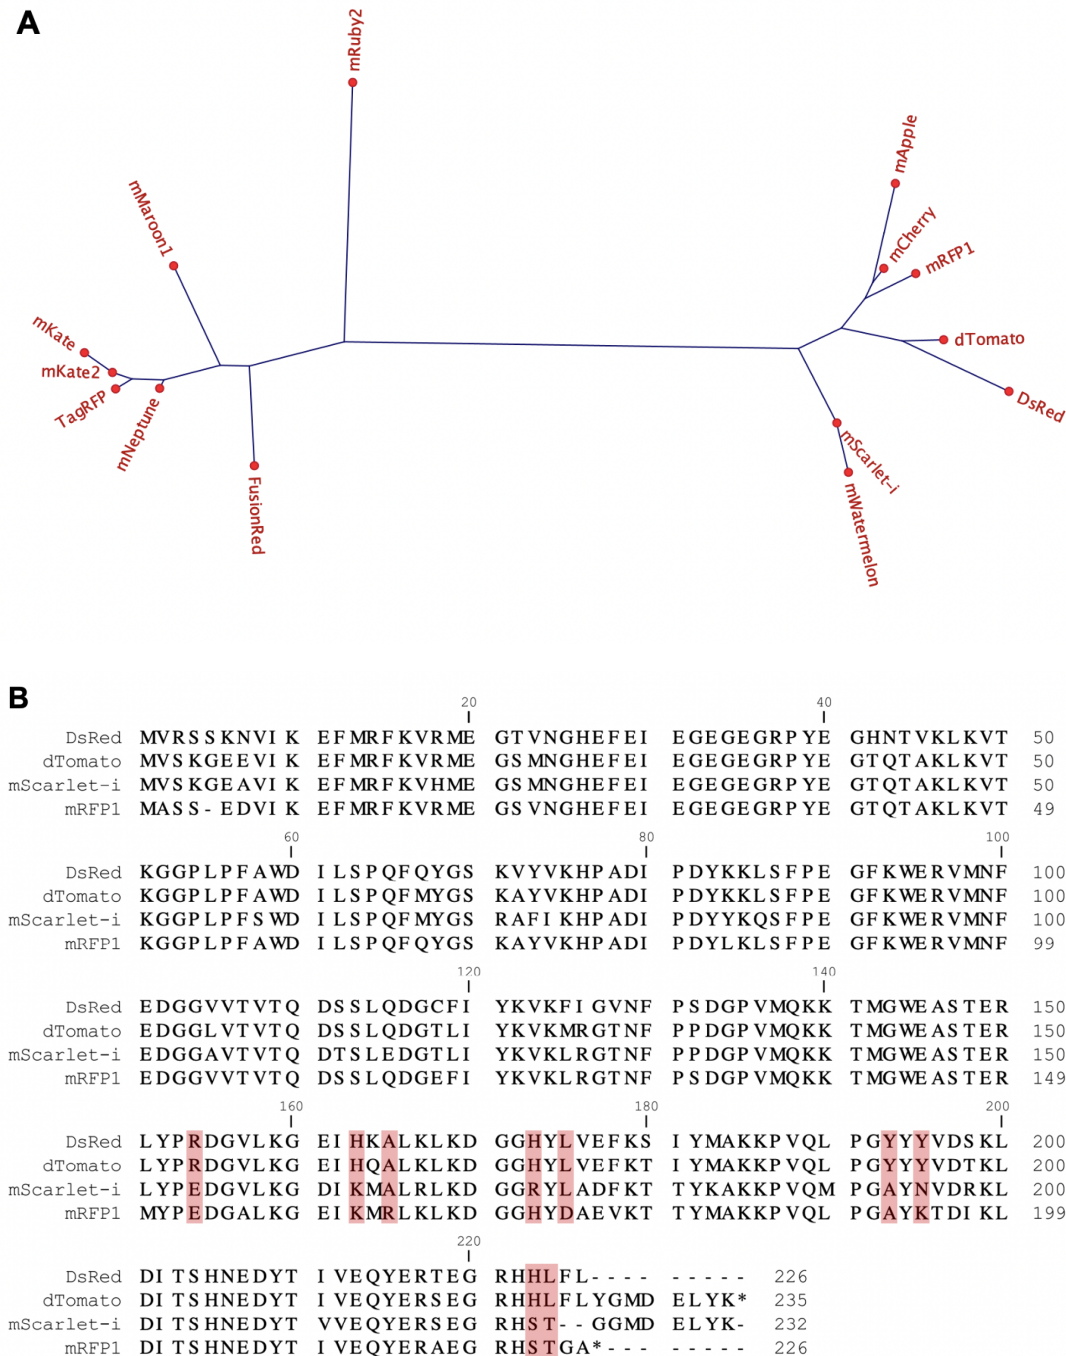 A
mRuby2
mApple
mCherry
mRFP1
mMaroon1
dTomato
mKate
mKate2
TagRFP
mNeptune
DsRed
mScarlet-i
FusionRed
mWatermelon
B
20 40
DsRed MVRSSKNVIK EFMRFKVRME GTVNGHEFEI EGEGEGRPYE GHNTVKLKVT 50
dTomato MVSKGEEVIK EFMRFKVRME GSMNGHEFEI EGEGEGRPYE GTQTAKLKVT 50
mScarlet-i MVSKGEAVIK EFMRFKVHME GSMNGHEFEI EGEGEGRPYE GTQTAKLKVT 50
mRFP1 MASS-EDVIK EFMRFKVRME GSVNGHEFEI EGEGEGRPYE GTQTAKLKVT 49
60 80 100
DsRed KGGPLPFAWD ILSPQFQYGS KVYVKHPADI PDYKKLSFPE GFKWERVMNF 100
dTomato KGGPLPFAWD ILSPQFMYGS KAYVKHPADI PDYKKLSFPE GFKWERVMNF 100
mScarlet-i KGGPLPFSWD ILSPQFMYGS RAFIKHPADI PDYYKQSFPE GFKWERVMNF 100
mRFP1 KGGPLPFAWD ILSPQFQYGS KAYVKHPADI PDYLKLSFPE GFKWERVMNF 99
120 140
DsRed EDGGVVTVTQ DSSLQDGCFI YKVKFIGVNF PSDGPVMQKK TMGWEASTER 150
dTomato EDGGLVTVTQ DSSLQDGTLI YKVKMRGTNF PPDGPVMQKK TMGWEASTER 150
mScarlet-i EDGGAVTVTQ DTSLEDGTLI YKVKLRGTNF PPDGPVMQKK TMGWEASTER 150
mRFP1 EDGGVVTVTQ DSSLQDGEFI YKVKLRGTNF PSDGPVMQKK TMGWEASTER 149
160 180 200
DsRed LYPRDGVLKG EIHKALKLKD GGHYLVEFKS IYMAKKPVQL PGYYYVDSKL 200
dTomato LYPRDGVLKG EIHQALKLKD GGHYLVEFKT IYMAKKPVQL PGYYYVDTKL 200
mScarlet-i LYPEDGVLKG DIKMALRLKD GGRYLADFKT TYKAKKPVQM PGAYNVDRKL 200
mRFP1 MYPEDGALKG EIKMRLKLKD GGHYDAEVKT TYMAKKPVQL PGAYKTDIKL 199
220
DsRed DITSHNEDYT IVEQYERTEG RHHLFL---- ----- 226
dTomato DITSHNEDYT IVEQYERSEG RHHLFLYGMD ELYK* 235
mScarlet-i DITSHNEDYT VVEQYERSEG RHST--GGMD ELYK- 232
mRFP1 DITSHNEDYT IVEQYERAEG RHSTGA*--- ----- 226